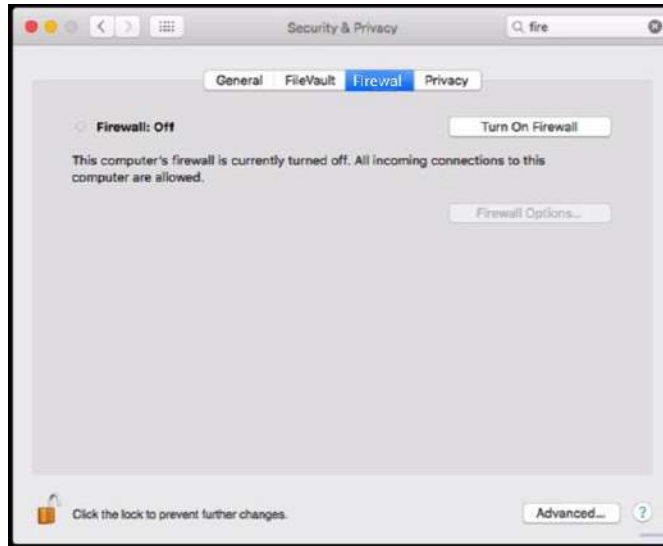 Security & Privacy
fire
General FileVault Firewal Privacy
Firewall: Off
Turn On Firewall
This computer's firewall is currently turned off. All incoming connections to this
computer are allowed.
Firewall Options...
Click the lock to prevent further changes.
Advanced...
?